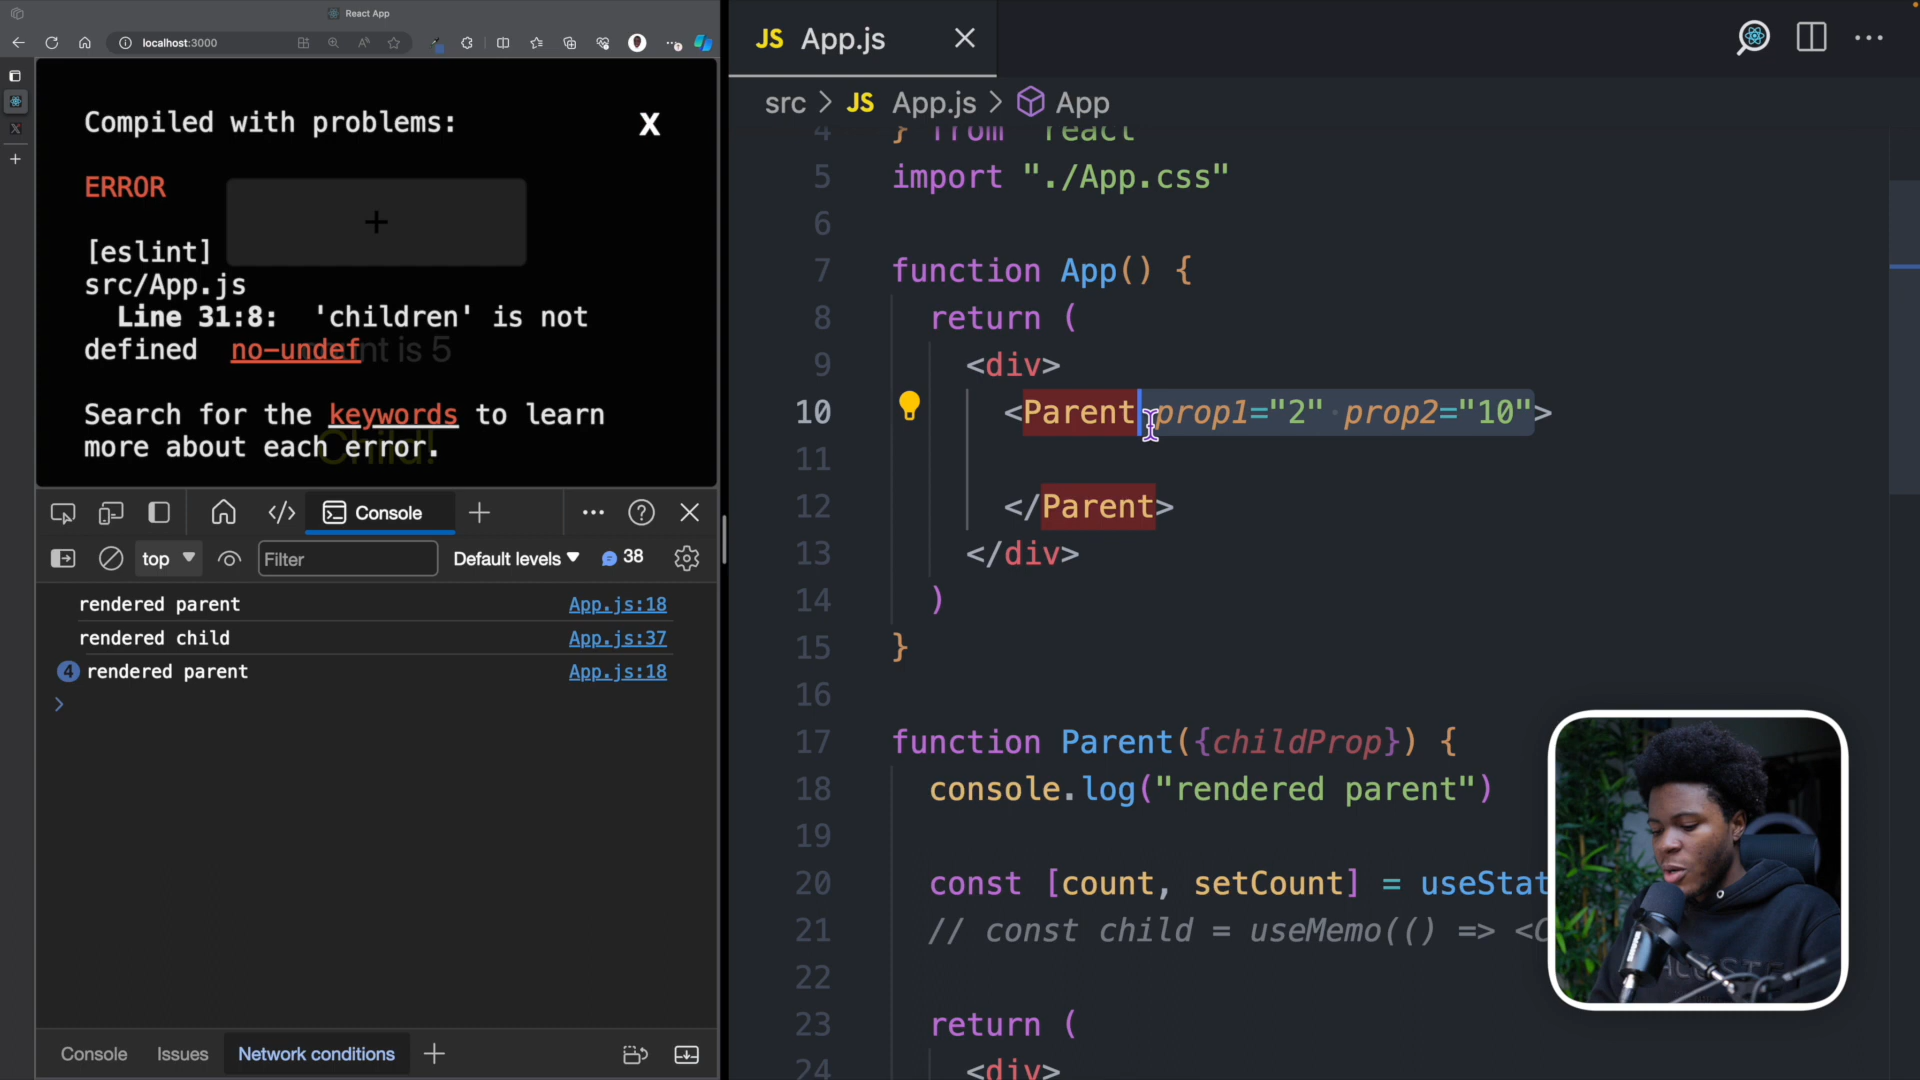 React App
localhost:3000
Compiled with problems:
X
ERROR
+
[eslint]
src/App.js
Line 31:8: 'children' is not
defined no-undef
nt is 5
Search for the keywords to learn
more about each error.
Child!
Console
top
Filter
Default levels
38
rendered parent App.js:18
rendered child App.js:37
4 rendered parent App.js:18
>
Console Issues Network conditions
JS App.js
src > JS App.js > App
4 } from "react
5 import "./App.css"
6
7 function App() {
8 return (
9 <div>
10 <Parent prop1="2" prop2="10">
11
12 </Parent>
13 </div>
14 )
15 }
16
17 function Parent({childProp}) {
18 console.log("rendered parent")
19
20 const [count, setCount] = useStat
21 // const child = useMemo(() => <C
22
23 return (
24 <div>